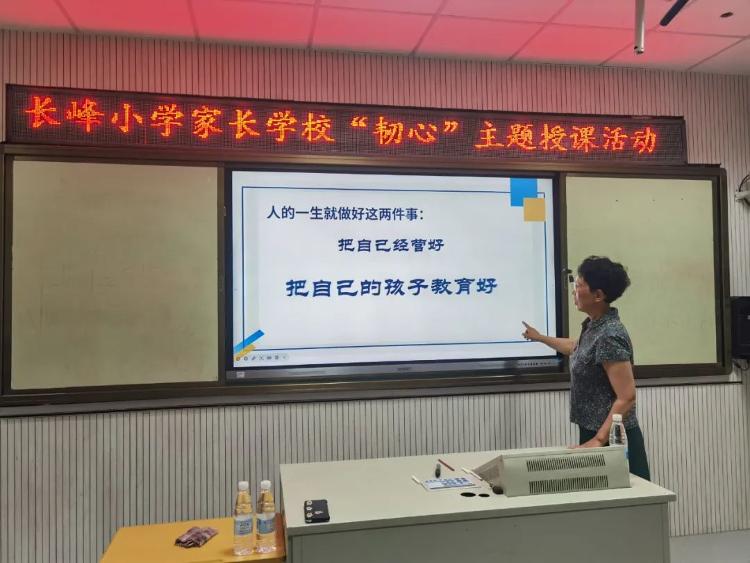 长峰小学家长学校“韧心”主题授课活动
人的一生就做好这两件事：
把自己经营好
把自己的孩子教育好